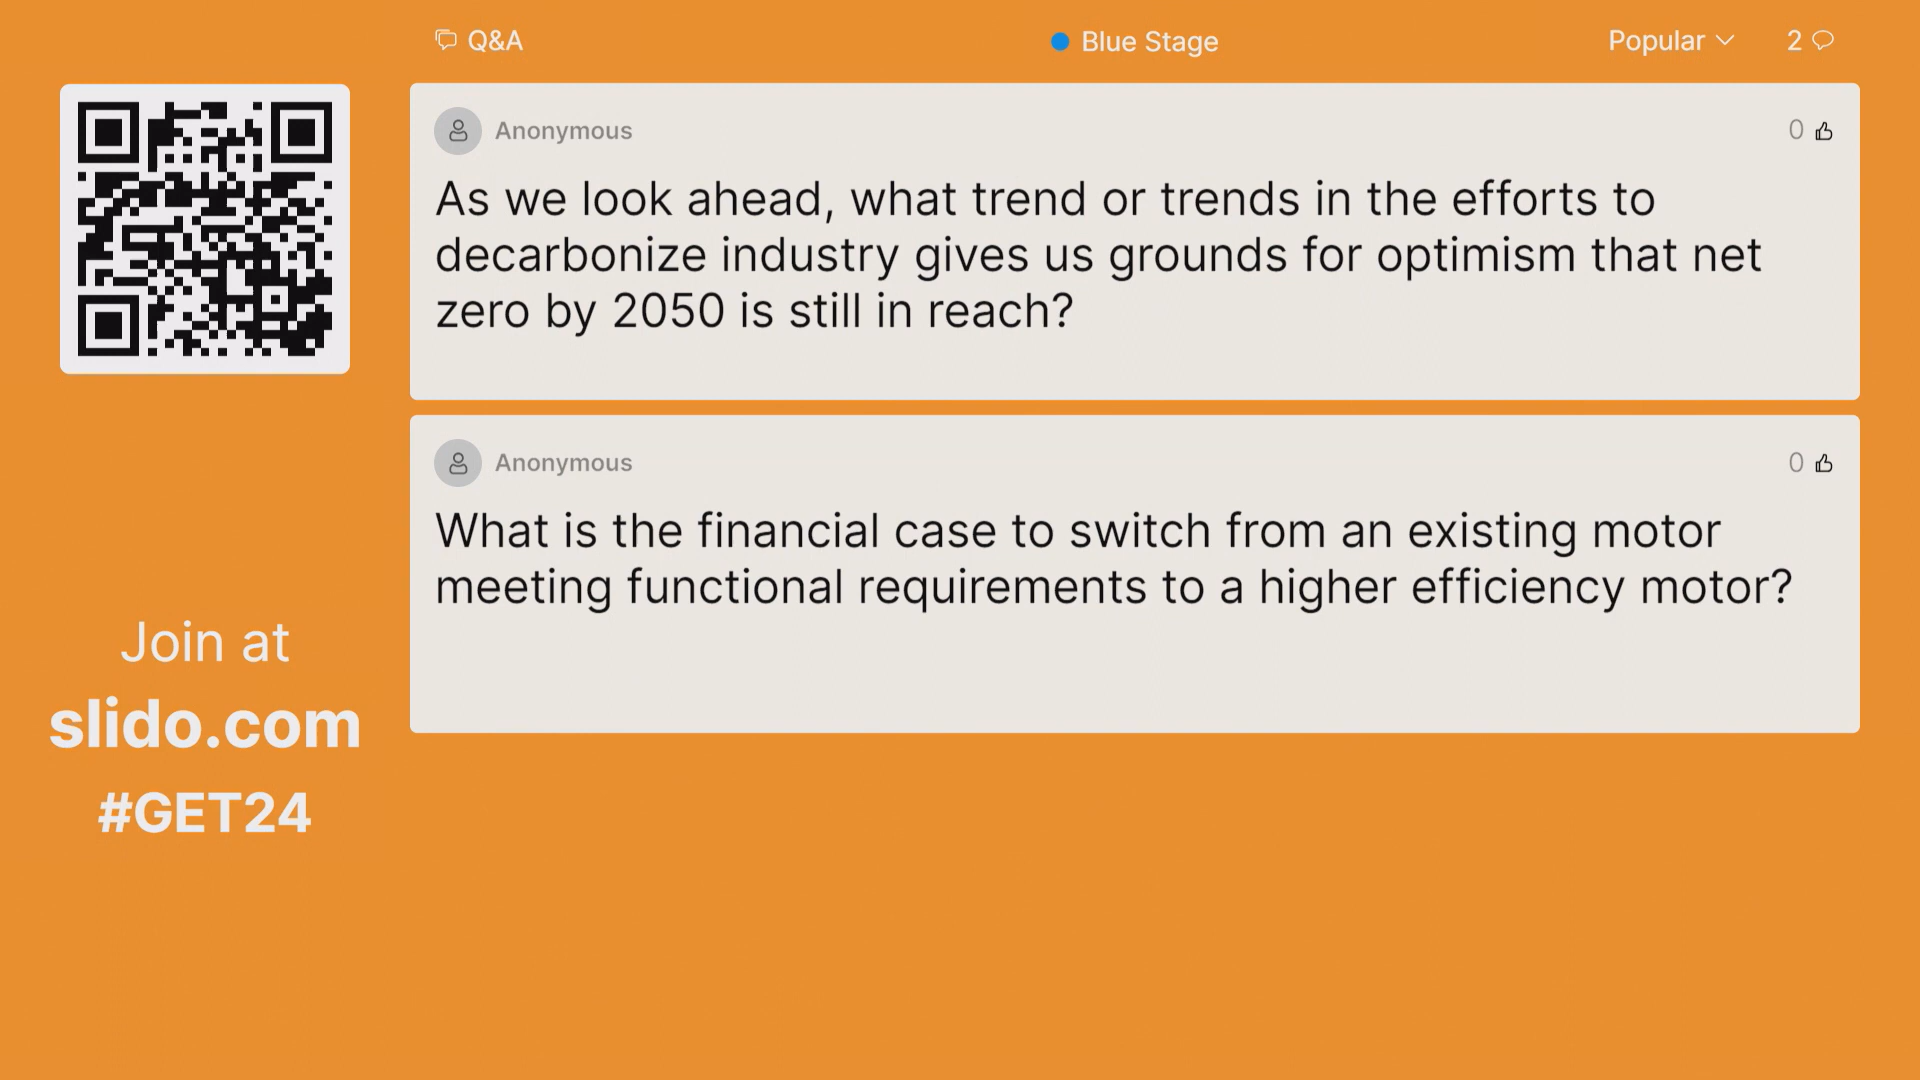 Q&A
Blue Stage
Popular
2
Anonymous
0
As we look ahead, what trend or trends in the efforts to
decarbonize industry gives us grounds for optimism that net
zero by 2050 is still in reach?
Anonymous
0
What is the financial case to switch from an existing motor
meeting functional requirements to a higher efficiency motor?
Join at
slido.com
#GET24